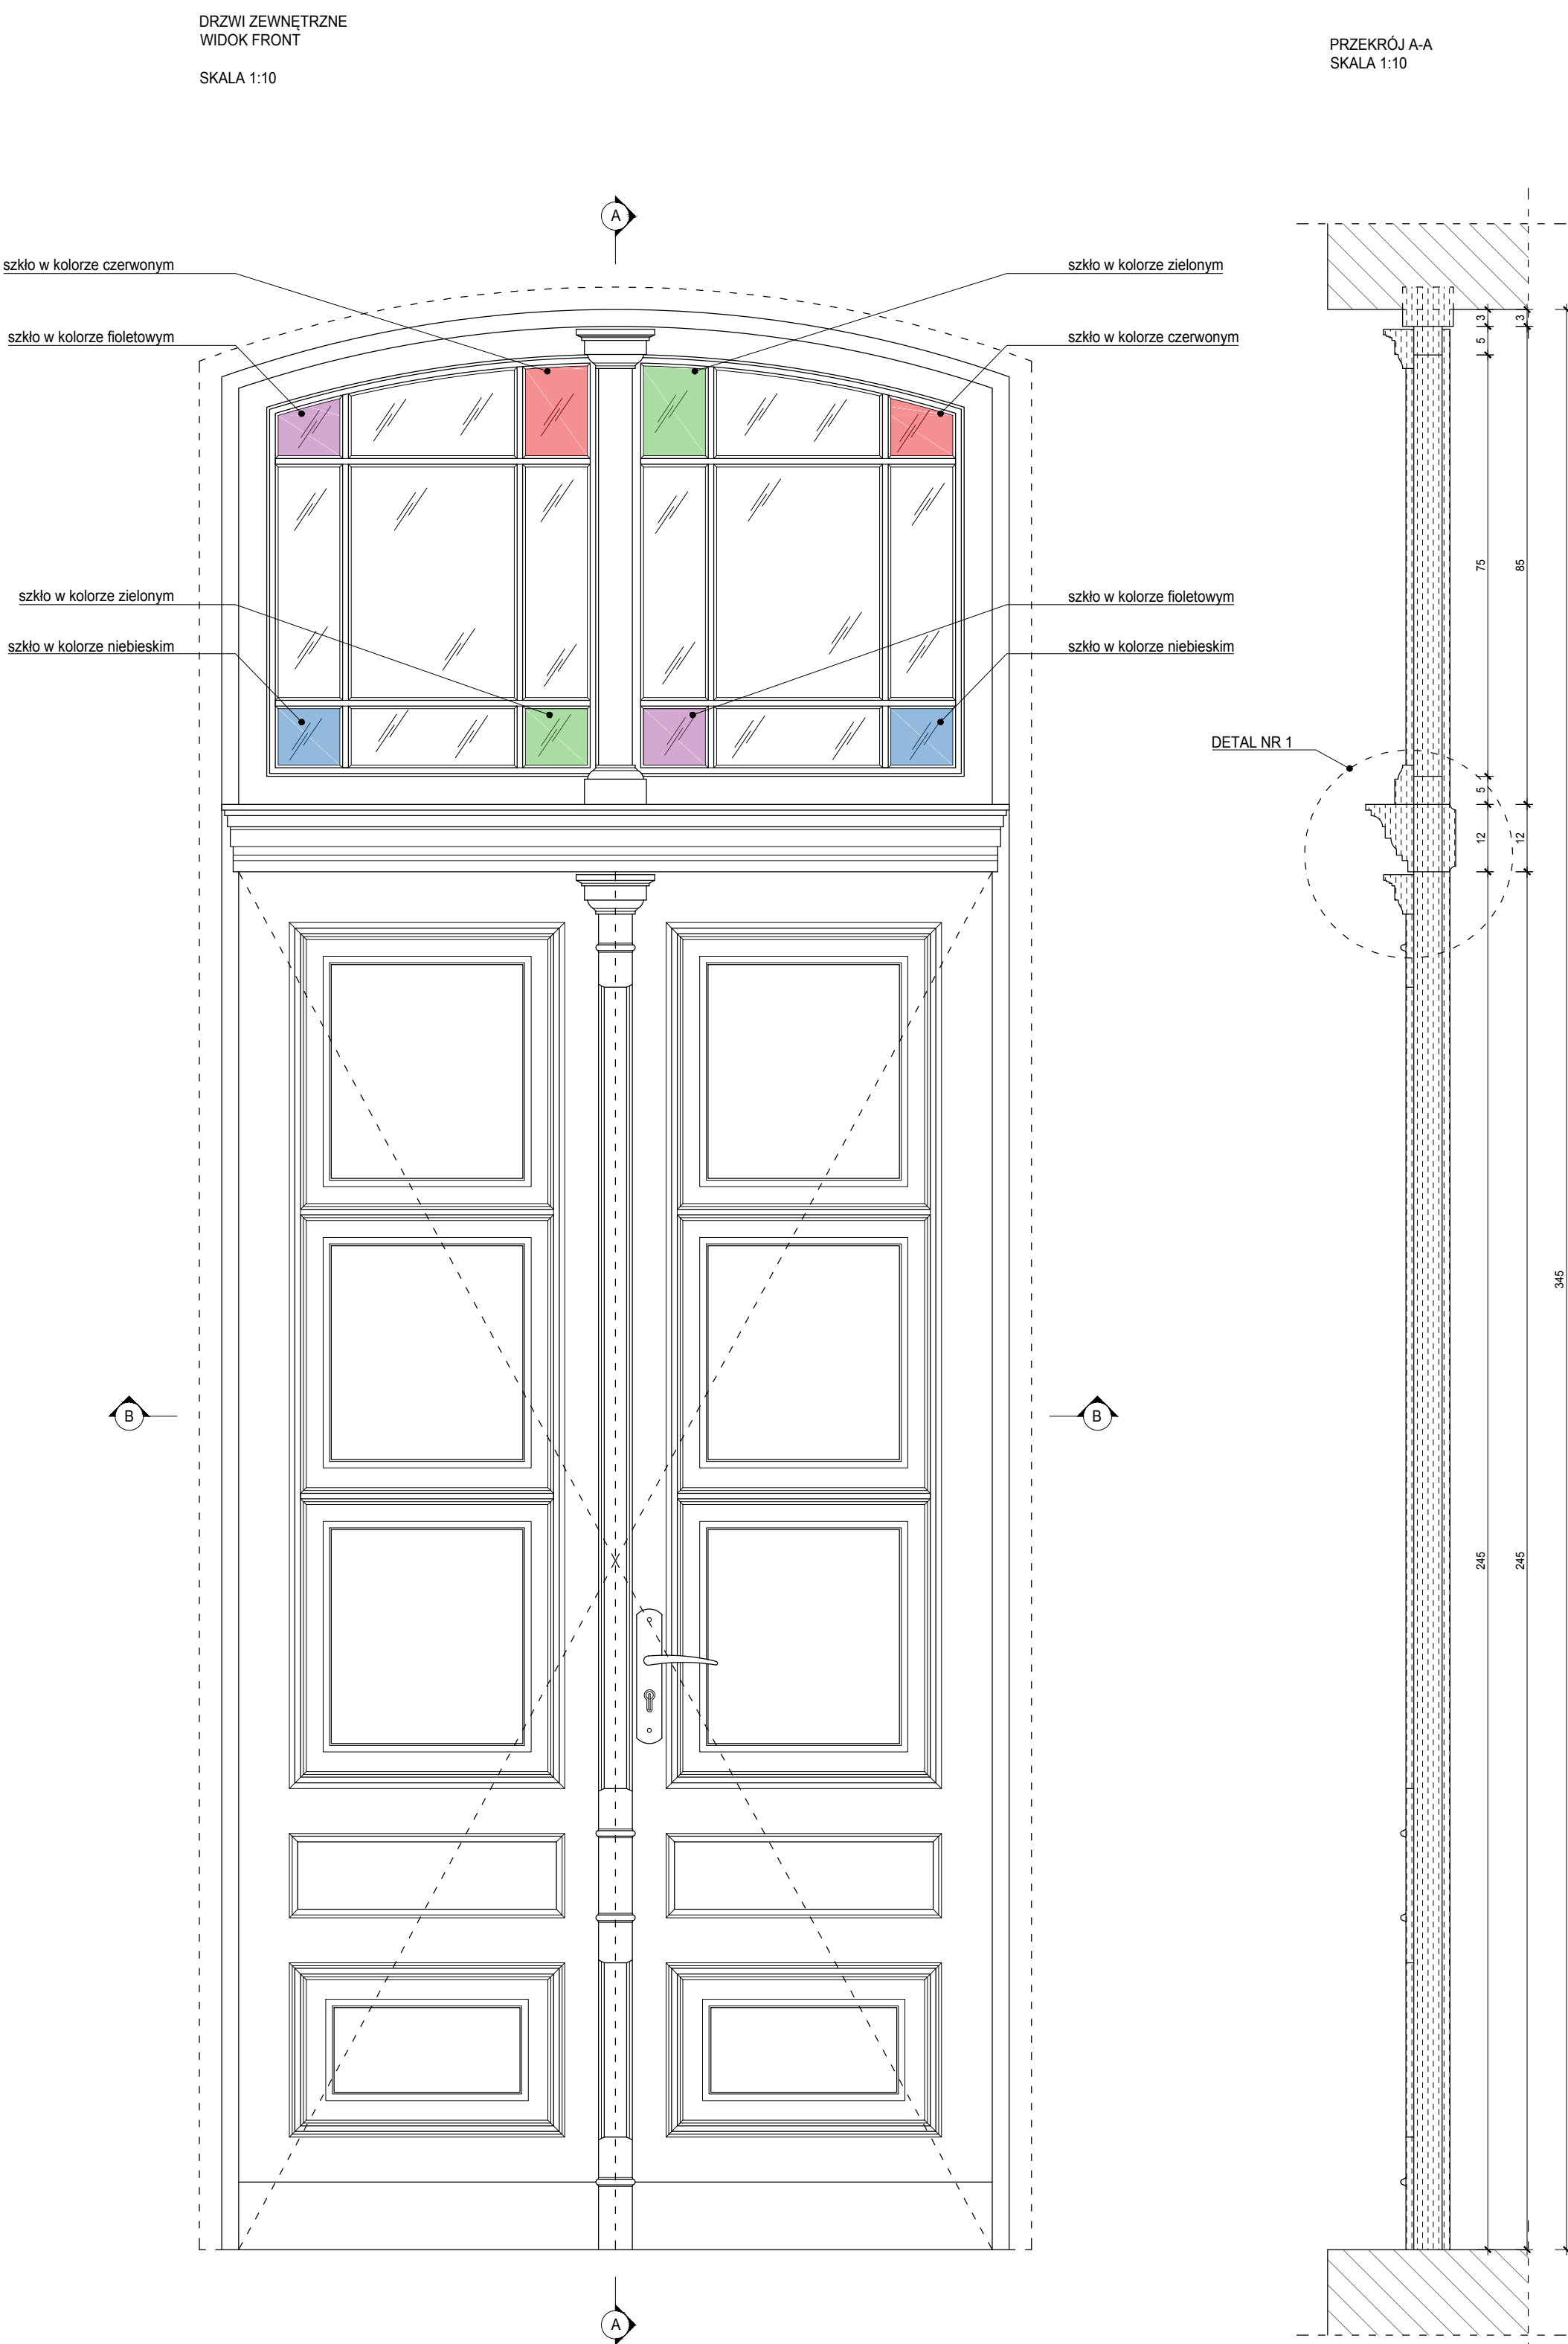 DRZWI ZEWNĘTRZNE
WIDOK FRONT
SKALA 1:10
PRZEKRÓJ A-A
SKALA 1:10
A
szkło w kolorze czerwonym
szkło w kolorze zielonym
szkło w kolorze fioletowym
szkło w kolorze czerwonym
szkło w kolorze zielonym
szkło w kolorze fioletowym
szkło w kolorze niebieskim
szkło w kolorze niebieskim
DETAL NR 1
3
3
5
75
85
5
12
12
345
B
B
245
245
A